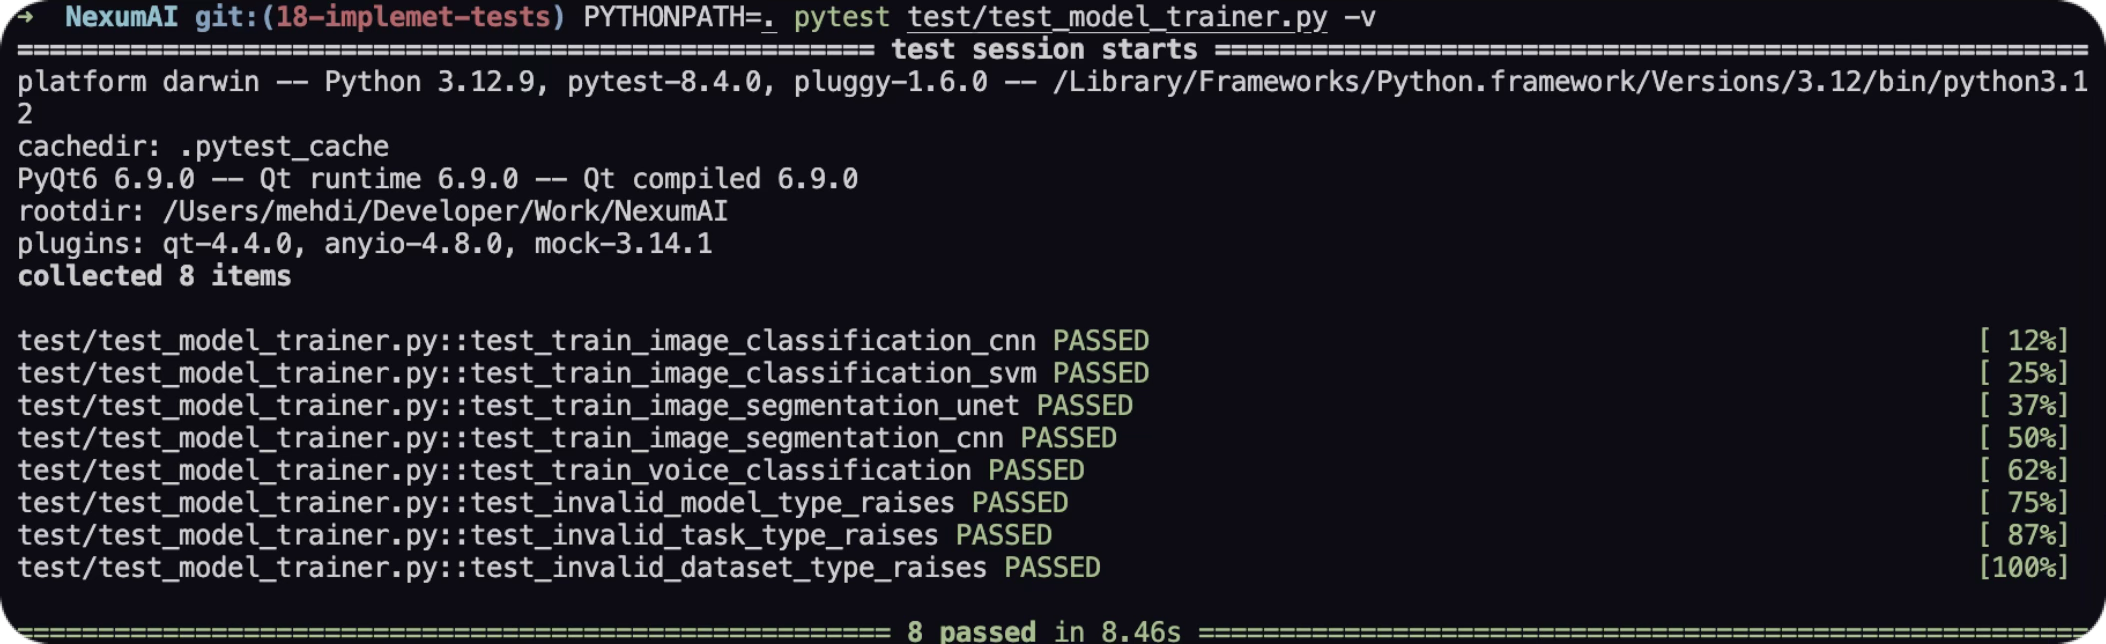 ➜  NexumAI git:(18-implemet-tests) PYTHONPATH=. pytest test/test_model_trainer.py -v
===================================================== test session starts ======================================================
platform darwin -- Python 3.12.9, pytest-8.4.0, pluggy-1.6.0 -- /Library/Frameworks/Python.framework/Versions/3.12/bin/python3.1
2
cachedir: .pytest_cache
PyQt6 6.9.0 -- Qt runtime 6.9.0 -- Qt compiled 6.9.0
rootdir: /Users/mehdi/Developer/Work/NexumAI
plugins: qt-4.4.0, anyio-4.8.0, mock-3.14.1
collected 8 items
test/test_model_trainer.py::test_train_image_classification_cnn PASSED [ 12%]
test/test_model_trainer.py::test_train_image_classification_svm PASSED [ 25%]
test/test_model_trainer.py::test_train_image_segmentation_unet PASSED [ 37%]
test/test_model_trainer.py::test_train_image_segmentation_cnn PASSED [ 50%]
test/test_model_trainer.py::test_train_voice_classification PASSED [ 62%]
test/test_model_trainer.py::test_invalid_model_type_raises PASSED [ 75%]
test/test_model_trainer.py::test_invalid_task_type_raises PASSED [ 87%]
test/test_model_trainer.py::test_invalid_dataset_type_raises PASSED [100%]
====================================================== 8 passed in 8.46s =======================================================